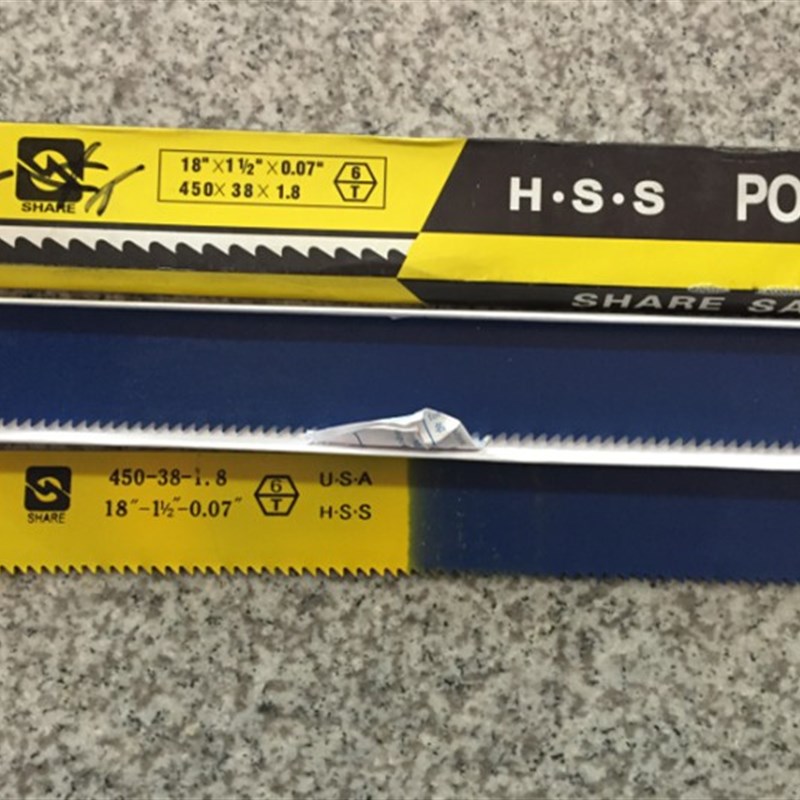 SHARE
18"×1½"×0.07"
450×38×1.8
6
T
H·S·S PO
SHARE SA
SHARE
450-38-1.8
18"-1½"-0.07"
6
T
U·S·A
H·S·S